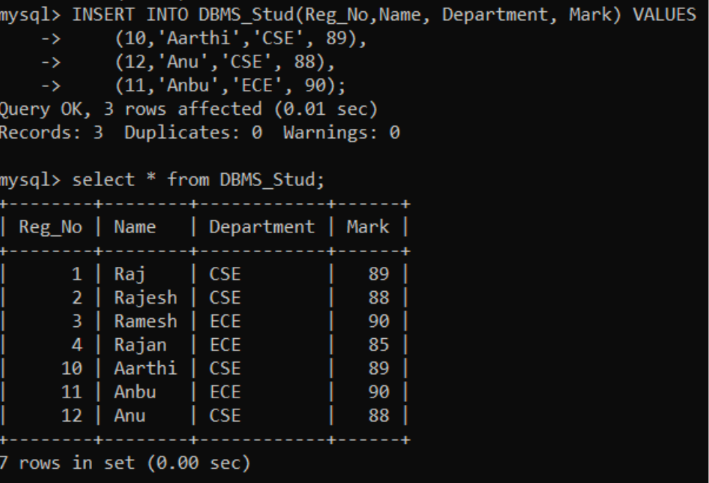 mysql> INSERT INTO DBMS_Stud(Reg_No,Name, Department, Mark) VALUES
    ->     (10,'Aarthi','CSE', 89),
    ->     (12,'Anu','CSE', 88),
    ->     (11,'Anbu','ECE', 90);
Query OK, 3 rows affected (0.01 sec)
Records: 3  Duplicates: 0  Warnings: 0

mysql> select * from DBMS_Stud;
+--------+--------+------------+------+
| Reg_No | Name   | Department | Mark |
+--------+--------+------------+------+
|      1 | Raj    | CSE        |   89 |
|      2 | Rajesh | CSE        |   88 |
|      3 | Ramesh | ECE        |   90 |
|      4 | Rajan  | ECE        |   85 |
|     10 | Aarthi | CSE        |   89 |
|     11 | Anbu   | ECE        |   90 |
|     12 | Anu    | CSE        |   88 |
+--------+--------+------------+------+
7 rows in set (0.00 sec)